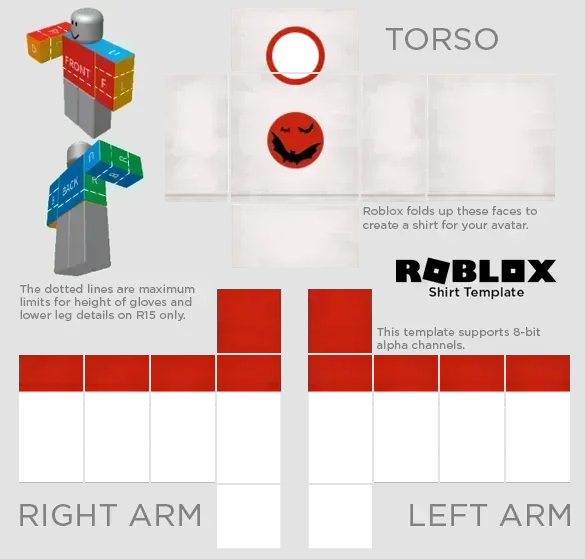 TORSO
FRONT
F
L
BACK
R
B
Roblox folds up these faces to
create a shirt for your avatar.
ROBLOX
Shirt Template
The dotted lines are maximum
limits for height of gloves and
lower leg details on R15 only.
This template supports 8-bit
alpha channels.
RIGHT ARM
LEFT ARM